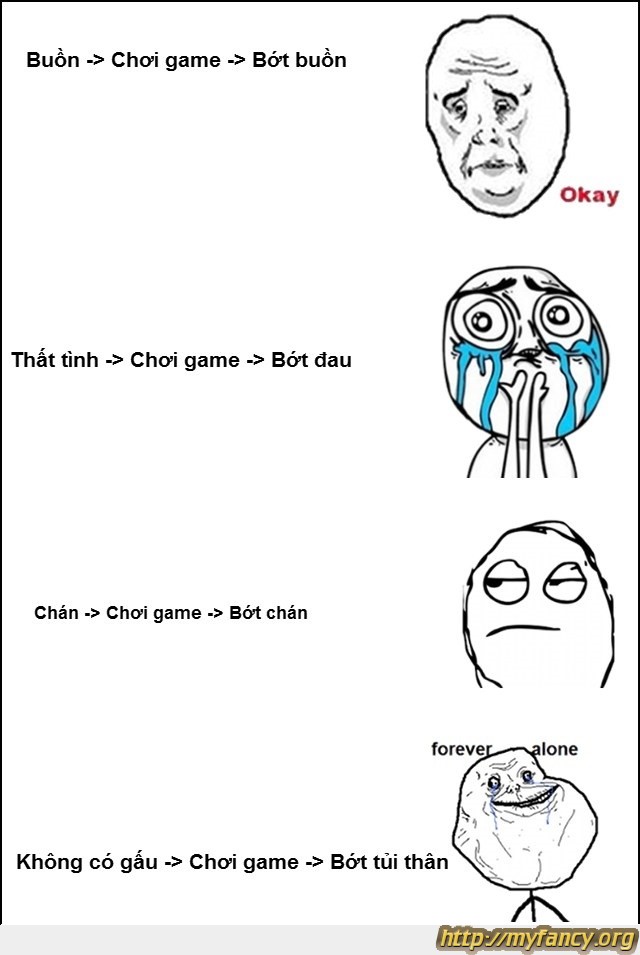 Buồn -> Chơi game -> Bớt buồn
Okay
Thất tình -> Chơi game -> Bớt đau
Chán -> Chơi game -> Bớt chán
forever alone
Không có gấu -> Chơi game -> Bớt tủi thân
http://myfancy.org